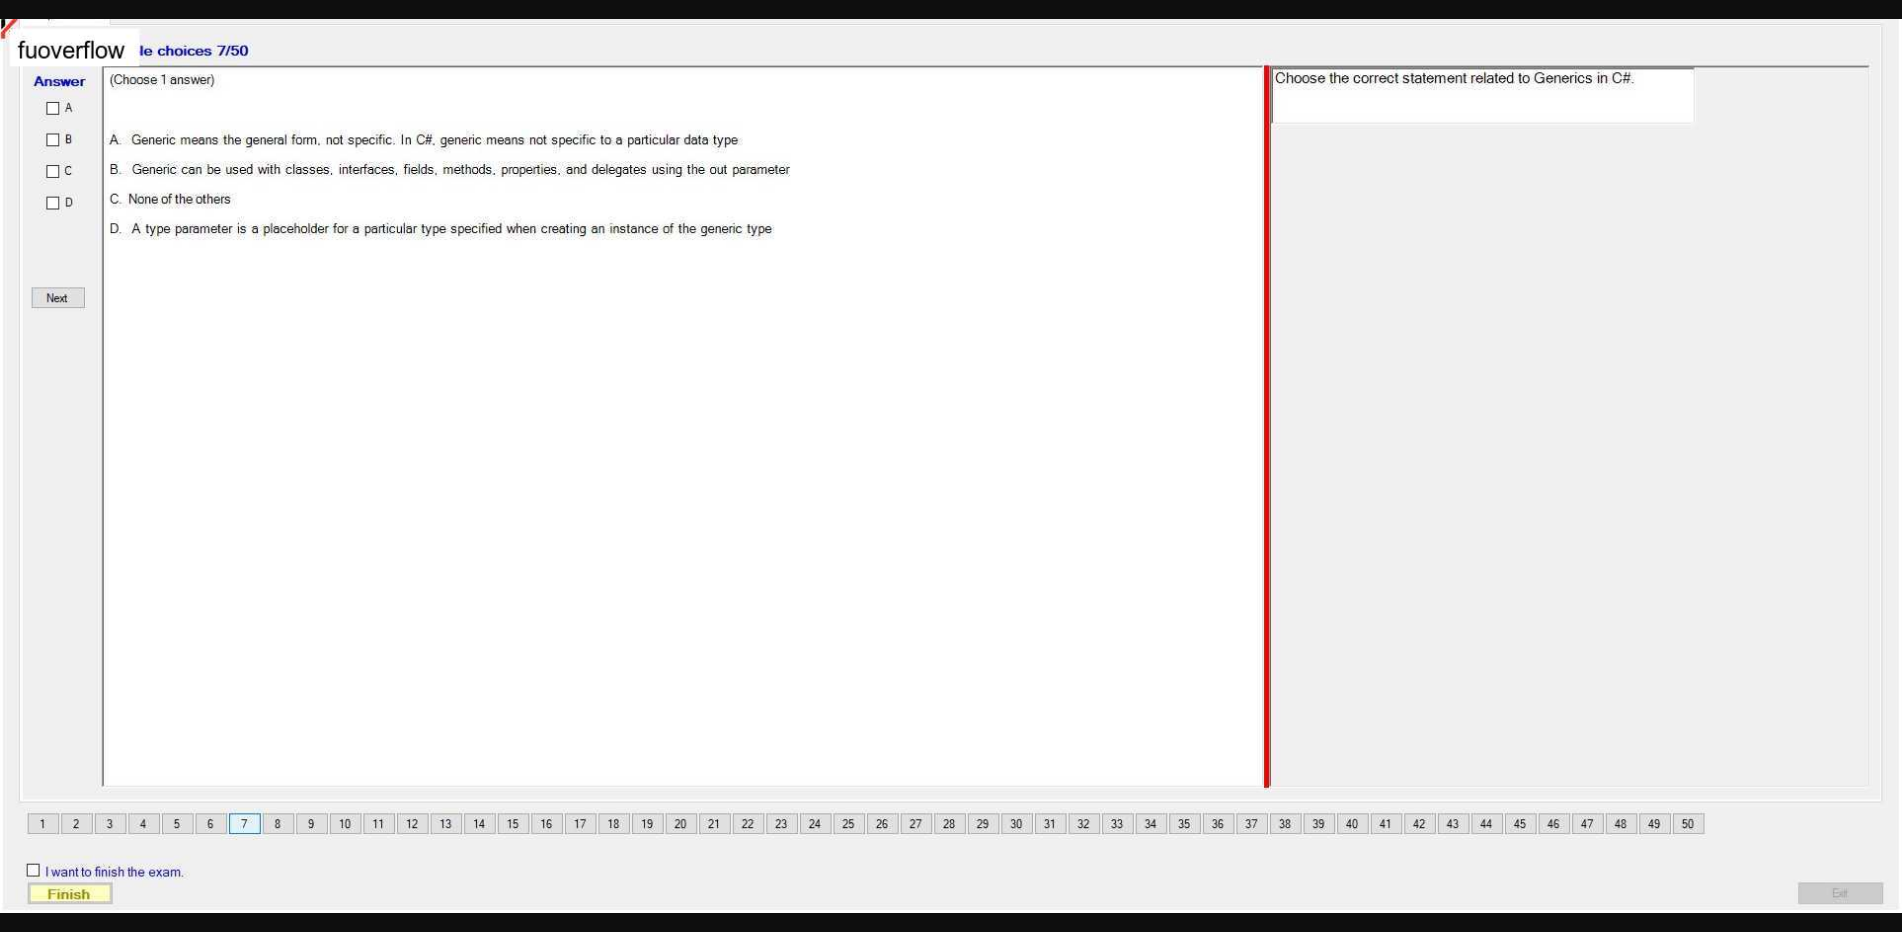 fuoverflow le choices 7/50
Answer
(Choose 1 answer)
Choose the correct statement related to Generics in C#.
A
B
C
D
A. Generic means the general form, not specific. In C#, generic means not specific to a particular data type
B. Generic can be used with classes, interfaces, fields, methods, properties, and delegates using the out parameter
C. None of the others
D. A type parameter is a placeholder for a particular type specified when creating an instance of the generic type
Next
1 2 3 4 5 6 7 8 9 10 11 12 13 14 15 16 17 18 19 20 21 22 23 24 25 26 27 28 29 30 31 32 33 34 35 36 37 38 39 40 41 42 43 44 45 46 47 48 49 50
I want to finish the exam.
Finish
Exit